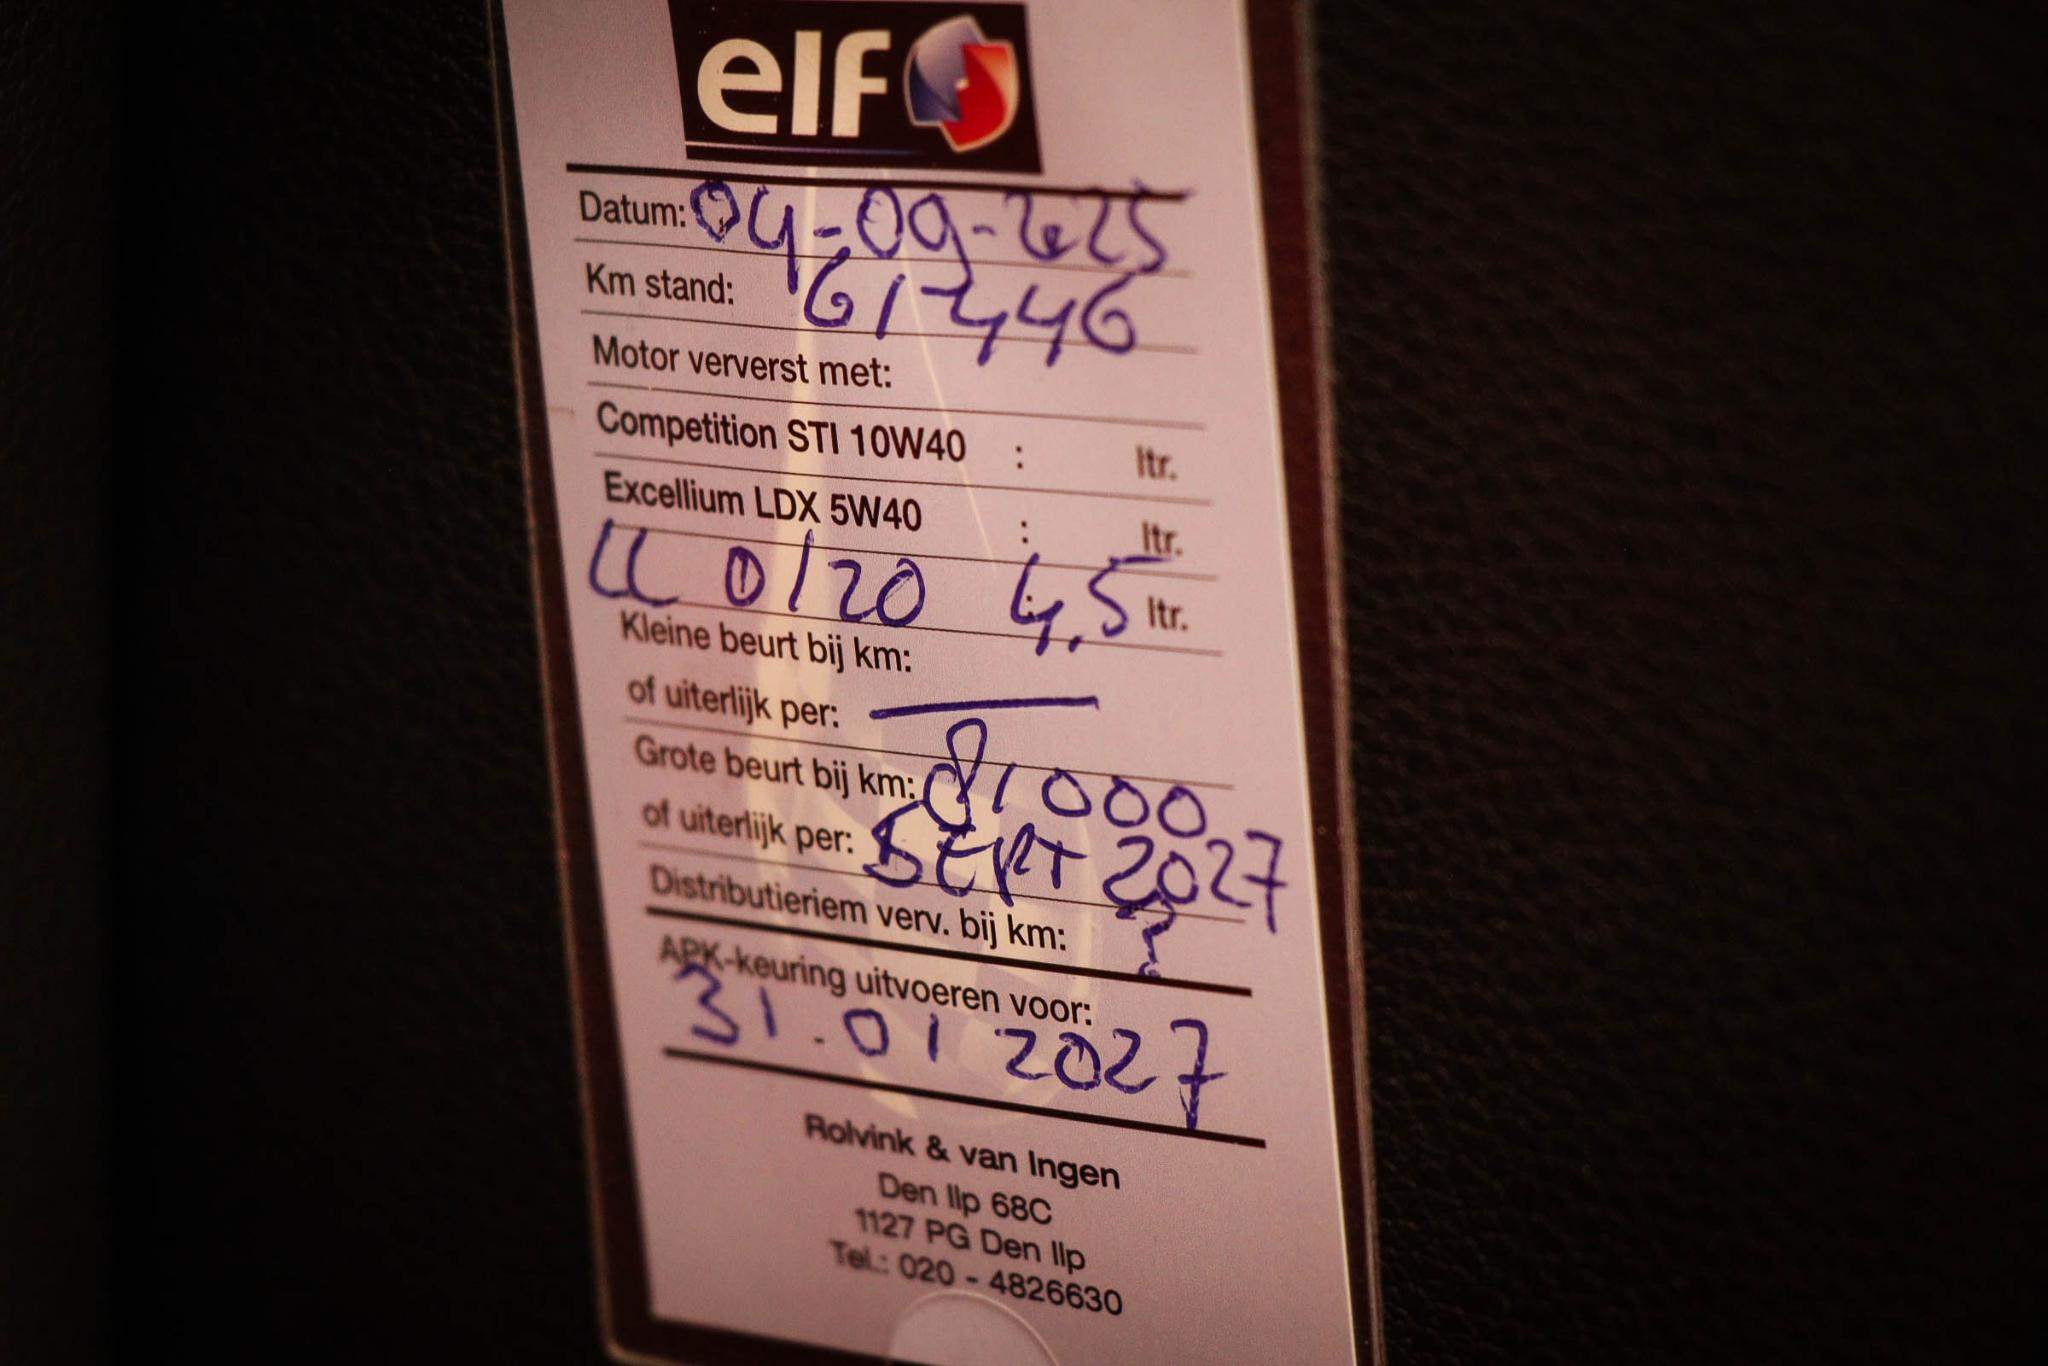 elf
Datum: 04-09-2025
Km stand: 61446
Motor ververst met:
Competition STI 10W40 : ltr.
Excellium LDX 5W40 : ltr.
LL 0/20 : 4,5 ltr.
Kleine beurt bij km:
of uiterlijk per: —
Grote beurt bij km: 81000
of uiterlijk per: SEPT 2027
Distributieriem verv. bij km: ?
APK-keuring uitvoeren voor:
31.01 2027
Rolvink & van Ingen
Den Ilp 68C
1127 PG Den Ilp
Tel.: 020 - 4826630